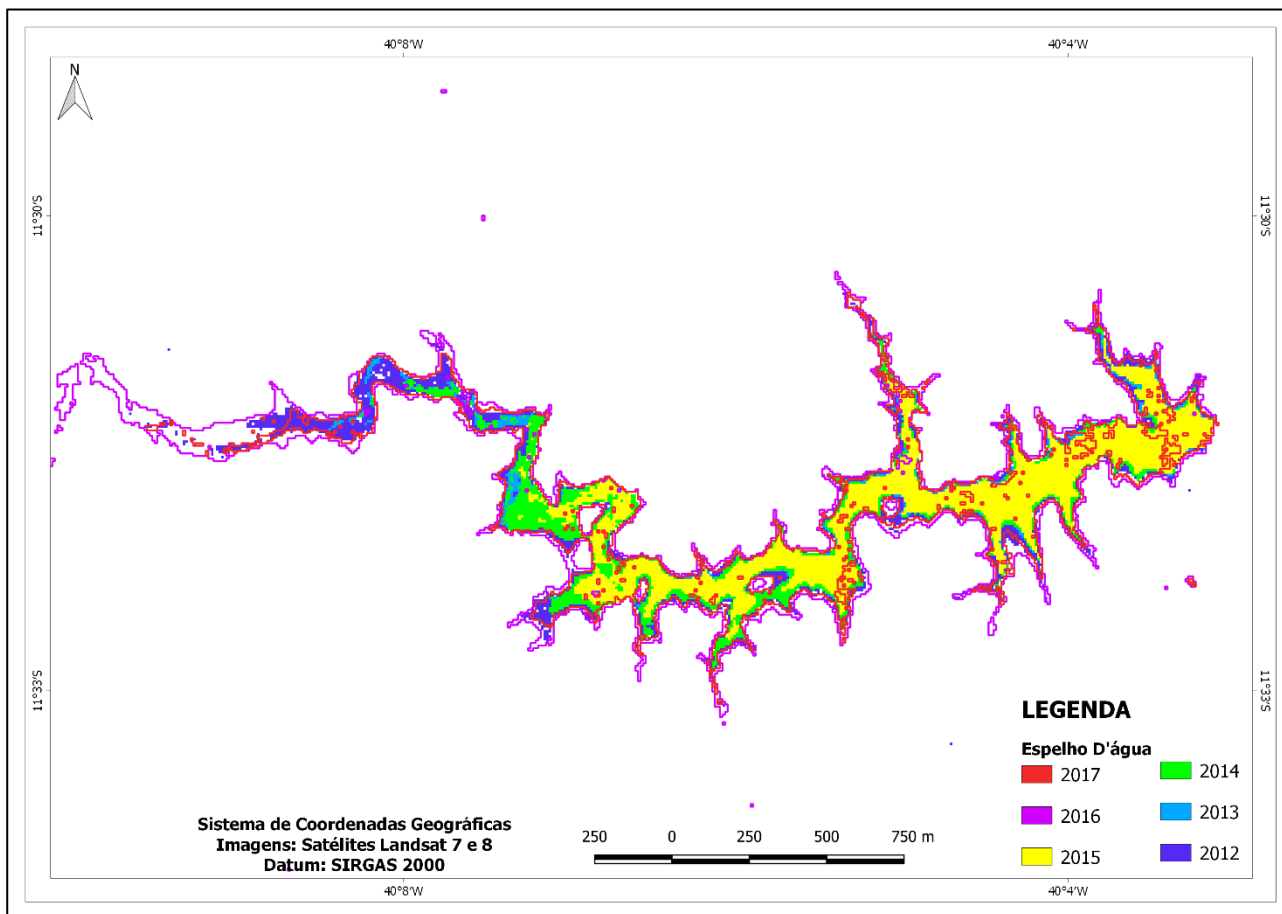 40°8'W
40°4'W
N
11°30'S
11°30'S
11°33'S
11°33'S
LEGENDA
Espelho D'água
2017
2014
2016
2013
2015
2012
Sistema de Coordenadas Geográficas
Imagens: Satélites Landsat 7 e 8
Datum: SIRGAS 2000
250 0 250 500 750 m
40°8'W
40°4'W